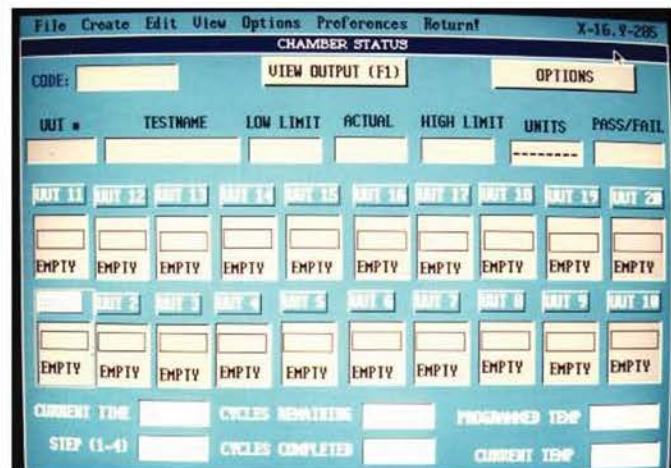 File Create Edit View Options Preferences Return! X-16.9-285
CHAMBER STATUS
CODE: VIEW OUTPUT (F1) OPTIONS
UUT # TESTNAME LOW LIMIT ACTUAL HIGH LIMIT UNITS PASS/FAIL
--------
UUT 11 UUT 12 UUT 13 UUT 14 UUT 15 UUT 16 UUT 17 UUT 18 UUT 19 UUT 20
EMPTY EMPTY EMPTY EMPTY EMPTY EMPTY EMPTY EMPTY EMPTY EMPTY
UUT 2 UUT 3 UUT 4 UUT 5 UUT 6 UUT 7 UUT 8 UUT 9 UUT 10
EMPTY EMPTY EMPTY EMPTY EMPTY EMPTY EMPTY EMPTY EMPTY EMPTY
CURRENT TIME CYCLES REMAINING PROGRAMMED TEMP
STEP (1-4) CYCLES COMPLETED CURRENT TEMP